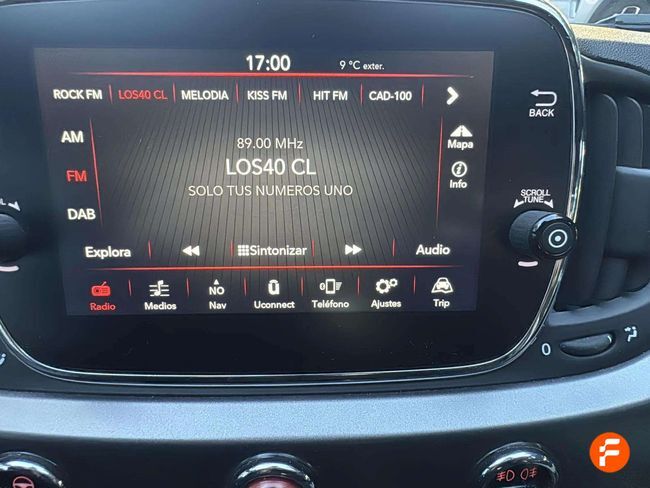 17:00 9 °C exter.
ROCK FM LOS40 CL MELODIA KISS FM HIT FM CAD-100
BACK
AM
Mapa
89.00 MHz
LOS40 CL
FM
Info
SOLO TUS NUMEROS UNO
SCROLL
TUNE
DAB
Explora Sintonizar Audio
NO
Radio Medios Nav Uconnect Teléfono Ajustes Trip
0